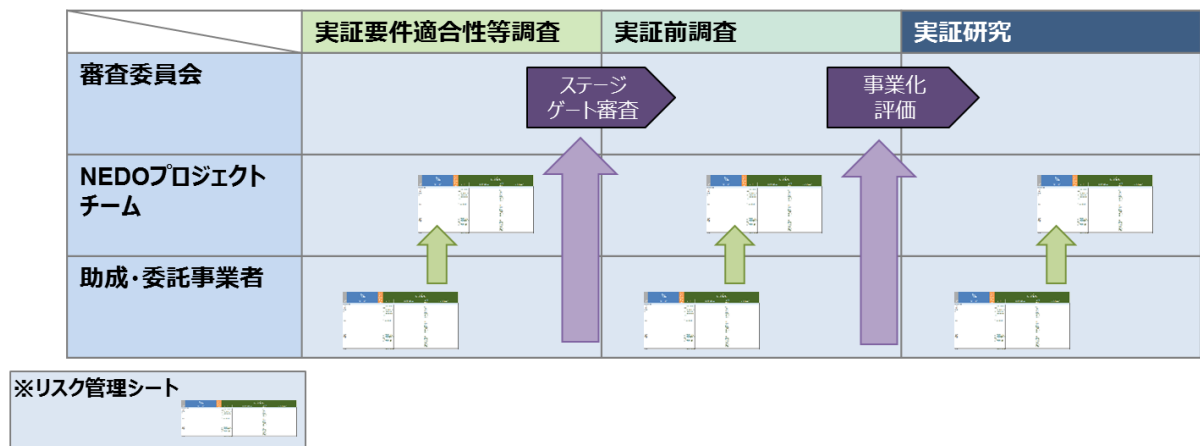 実証要件適合性等調査
実証前調査
実証研究
審査委員会
ステージ
ゲート審査
事業化
評価
NEDOプロジェクト
チーム
助成・委託事業者
※リスク管理シート